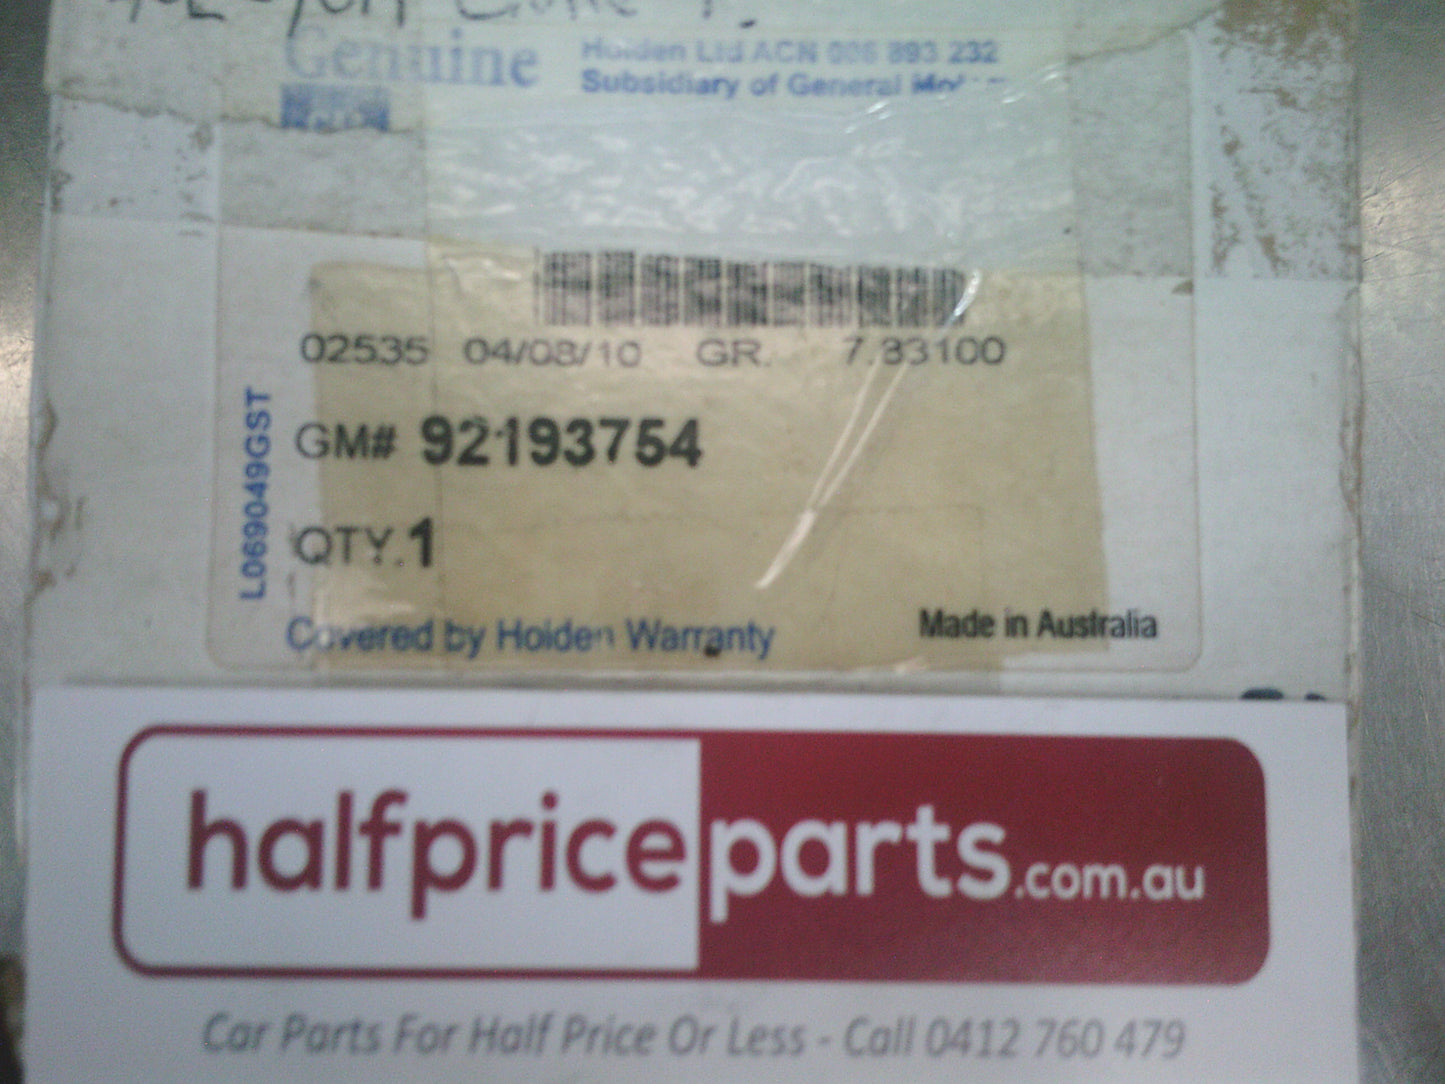 Genuine
Holden Ltd ACN 006 893 232
Subsidiary of General
02535 04/08/10 GR. 7.83100
GM# 92193754
QTY.1
L069049GST
Covered by Holden Warranty
Made in Australia
halfpriceparts.com.au
Car Parts For Half Price Or Less - Call 0412 760 479